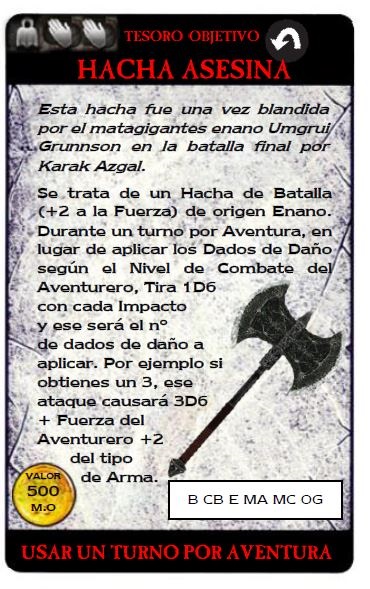 TESORO OBJETIVO
HACHA ASESINA
Esta hacha fue una vez blandida
por el matagigantes enano Umgrui
Grunnson en la batalla final por
Karak Azgal.
Se trata de un Hacha de Batalla
(+2 a la Fuerza) de origen Enano.
Durante un turno por Aventura, en
lugar de aplicar los Dados de Daño
según el Nivel de Combate del
Aventurero, Tira 1D6
con cada Impacto
y ese será el nº
de dados de daño a
aplicar. Por ejemplo si
obtienes un 3, ese
ataque causará 3D6
+ Fuerza del
Aventurero +2
del tipo
de Arma.
VALOR
500
M.O
B CB E MA MC OG
USAR UN TURNO POR AVENTURA